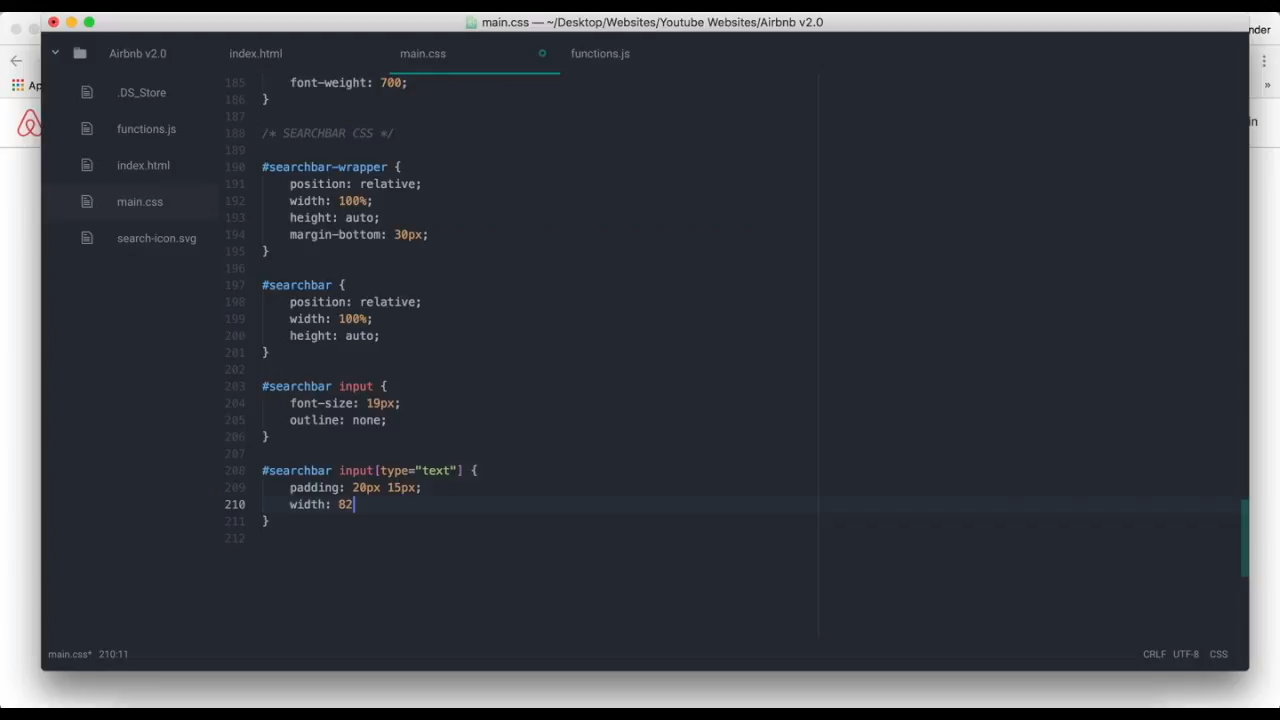 main.css — ~/Desktop/Websites/Youtube Websites/Airbnb v2.0
nder
Airbnb v2.0
index.html
main.css
functions.js
Ap
»
in
.DS_Store
functions.js
index.html
main.css
search-icon.svg
185 font-weight: 700;
186 }
187
188 /* SEARCHBAR CSS */
189
190 #searchbar-wrapper {
191 position: relative;
192 width: 100%;
193 height: auto;
194 margin-bottom: 30px;
195 }
196
197 #searchbar {
198 position: relative;
199 width: 100%;
200 height: auto;
201 }
202
203 #searchbar input {
204 font-size: 19px;
205 outline: none;
206 }
207
208 #searchbar input[type="text"] {
209 padding: 20px 15px;
210 width: 82
211 }
212
main.css* 210:11
CRLF UTF-8 CSS